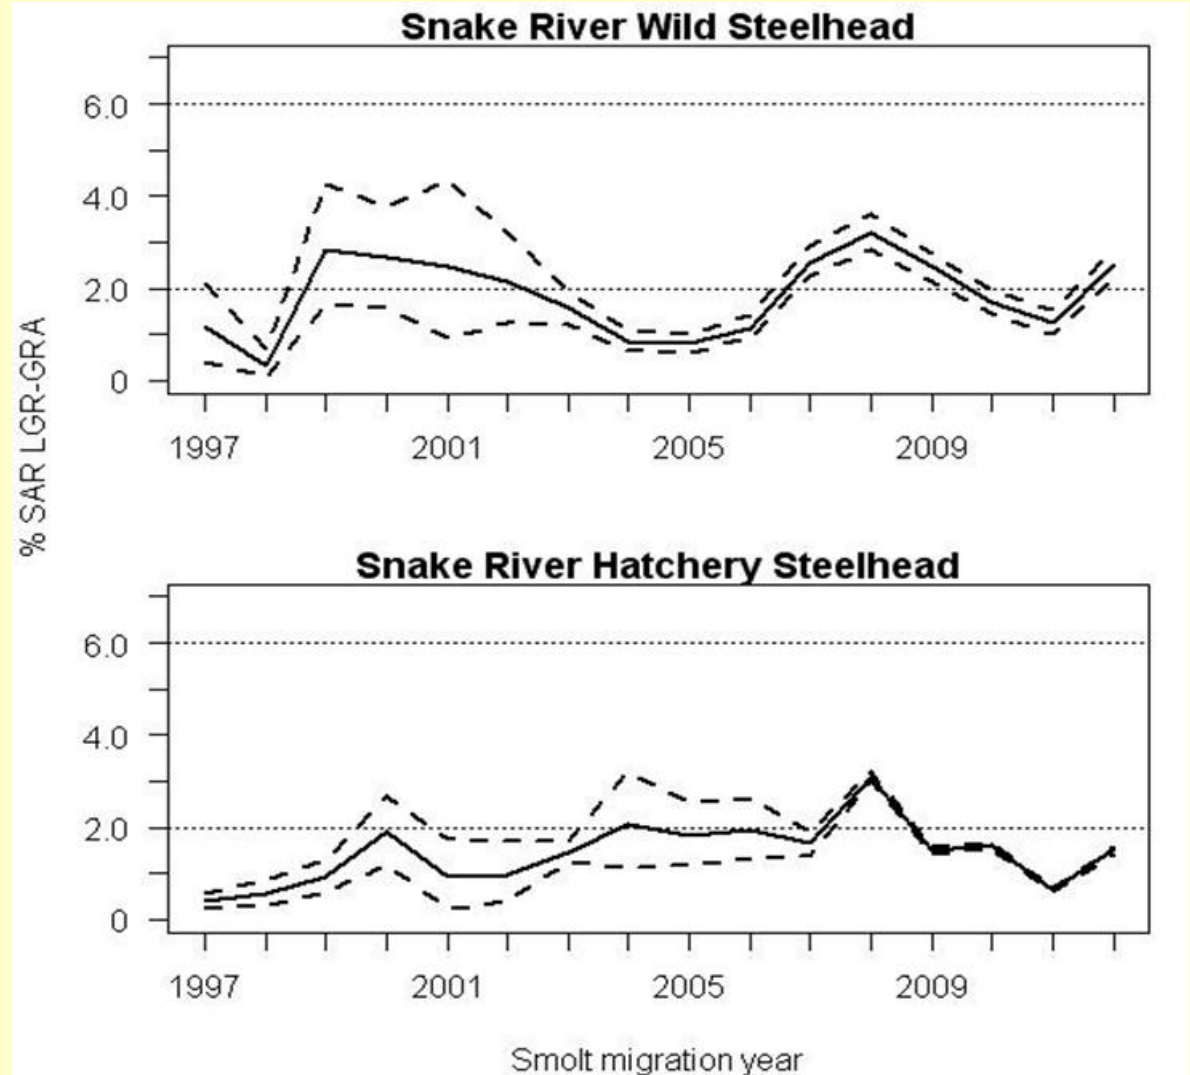 Snake River Wild Steelhead
6.0
4.0
2.0
0
1997 2001 2005 2009
% SAR LGR-GRA
Snake River Hatchery Steelhead
6.0
4.0
2.0
0
1997 2001 2005 2009
Smolt migration year